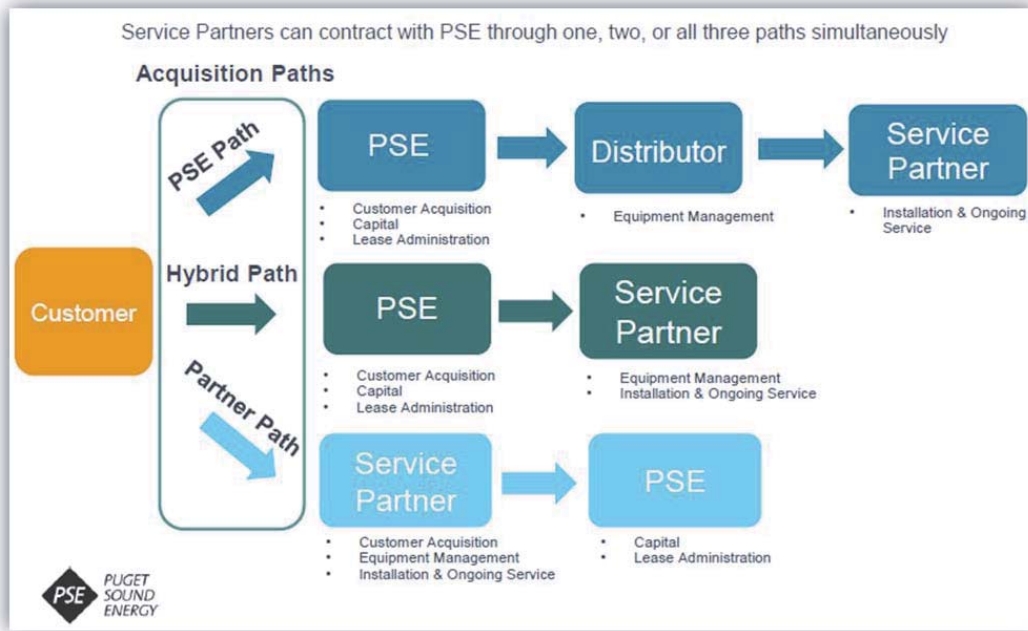 Service Partners can contract with PSE through one, two, or all three paths simultaneously
Acquisition Paths
Customer
PSE Path
PSE
• Customer Acquisition
• Capital
• Lease Administration
Distributor
• Equipment Management
Service
Partner
• Installation & Ongoing
Service
Hybrid Path
PSE
• Customer Acquisition
• Capital
• Lease Administration
Service
Partner
• Equipment Management
• Installation & Ongoing Service
Partner Path
Service
Partner
• Customer Acquisition
• Equipment Management
• Installation & Ongoing Service
PSE
• Capital
• Lease Administration
PSE
PUGET
SOUND
ENERGY